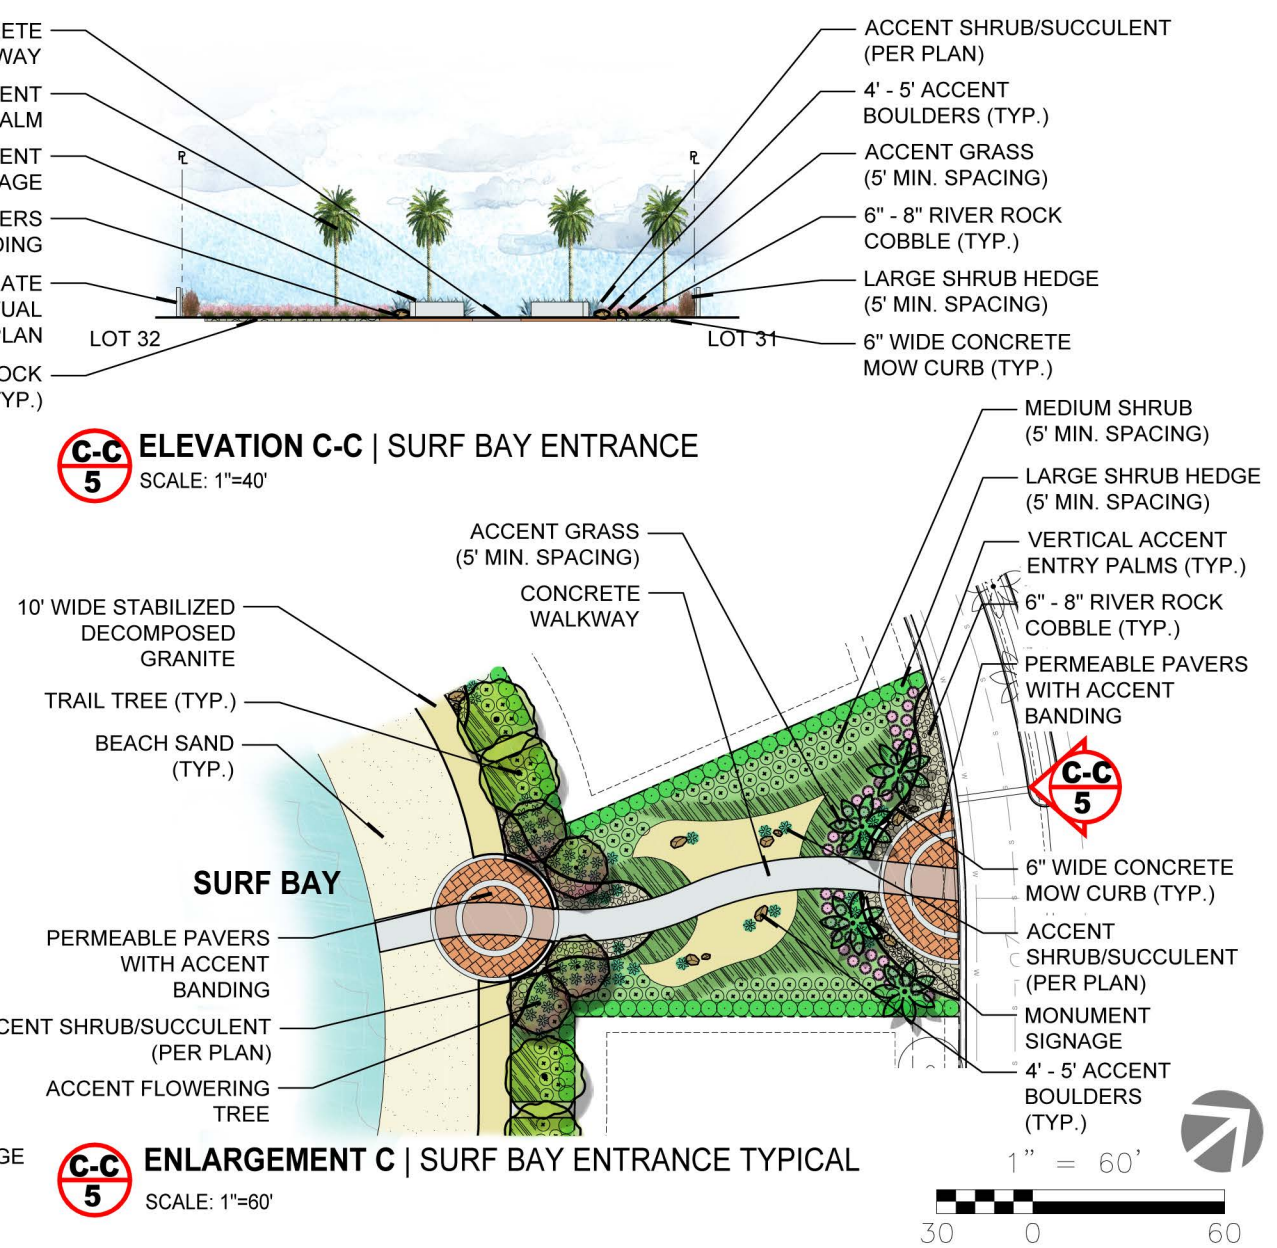 ETE
WAY
ENT
ALM
ENT
AGE
ERS
DING
ATE
TUAL
PLAN
OCK
YP.)
ACCENT SHRUB/SUCCULENT
(PER PLAN)
4' - 5' ACCENT
BOULDERS (TYP.)
ACCENT GRASS
(5' MIN. SPACING)
6" - 8" RIVER ROCK
COBBLE (TYP.)
LARGE SHRUB HEDGE
(5' MIN. SPACING)
6" WIDE CONCRETE
MOW CURB (TYP.)
LOT 32
LOT 31
C-C
5
ELEVATION C-C | SURF BAY ENTRANCE
SCALE: 1"=40'
MEDIUM SHRUB
(5' MIN. SPACING)
LARGE SHRUB HEDGE
(5' MIN. SPACING)
VERTICAL ACCENT
ENTRY PALMS (TYP.)
6" - 8" RIVER ROCK
COBBLE (TYP.)
PERMEABLE PAVERS
WITH ACCENT
BANDING
C-C
5
6" WIDE CONCRETE
MOW CURB (TYP.)
ACCENT
SHRUB/SUCCULENT
(PER PLAN)
MONUMENT
SIGNAGE
4' - 5' ACCENT
BOULDERS
(TYP.)
ACCENT GRASS
(5' MIN. SPACING)
CONCRETE
WALKWAY
10' WIDE STABILIZED
DECOMPOSED
GRANITE
TRAIL TREE (TYP.)
BEACH SAND
(TYP.)
SURF BAY
PERMEABLE PAVERS
WITH ACCENT
BANDING
CENT SHRUB/SUCCULENT
(PER PLAN)
ACCENT FLOWERING
TREE
GE
C-C
5
ENLARGEMENT C | SURF BAY ENTRANCE TYPICAL
SCALE: 1"=60'
1" = 60'
30 0 60